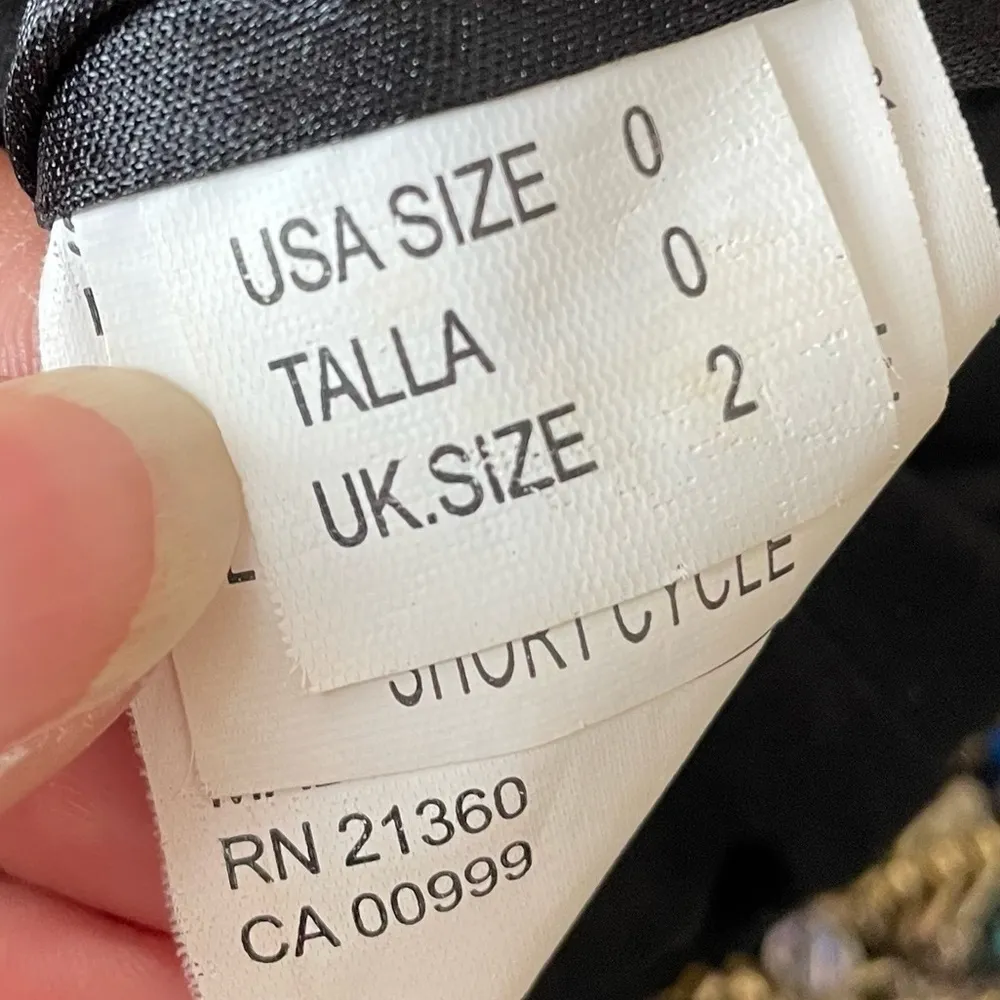 USA SIZE 0
TALLA 0
UK.SiZE 2
SHORT CYCLE
RN 21360
CA 00999